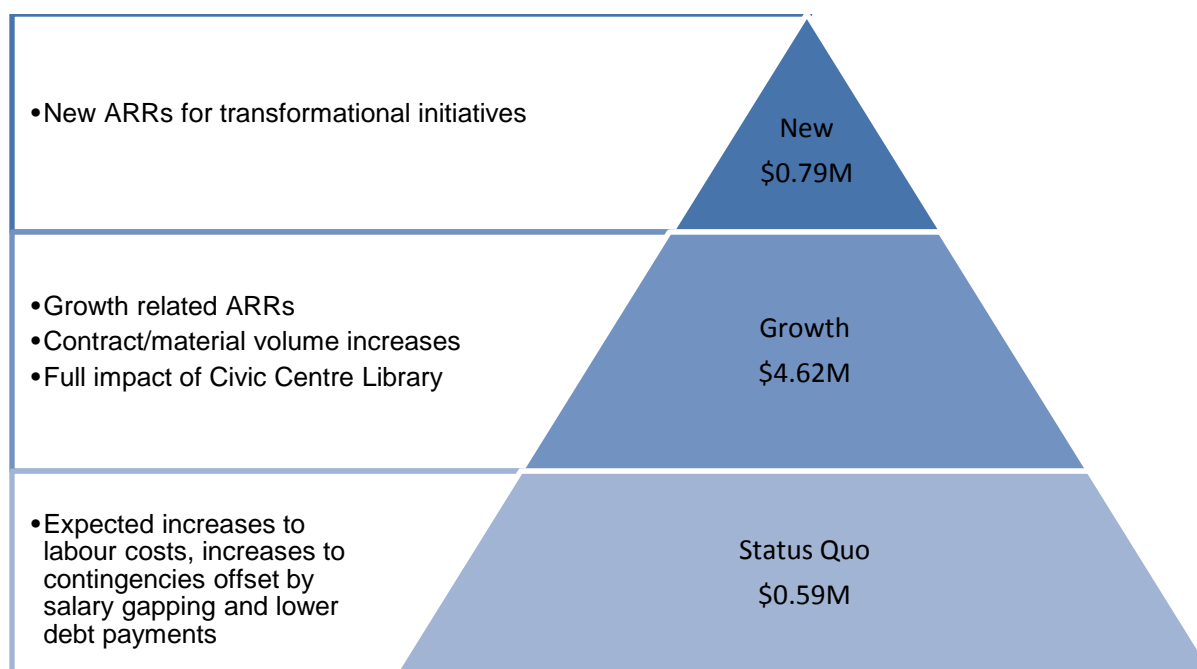 •New ARRs for transformational initiatives
New
$0.79M
•Growth related ARRs
•Contract/material volume increases
•Full impact of Civic Centre Library
Growth
$4.62M
•Expected increases to
labour costs, increases to
contingencies offset by
salary gapping and lower
debt payments
Status Quo
$0.59M